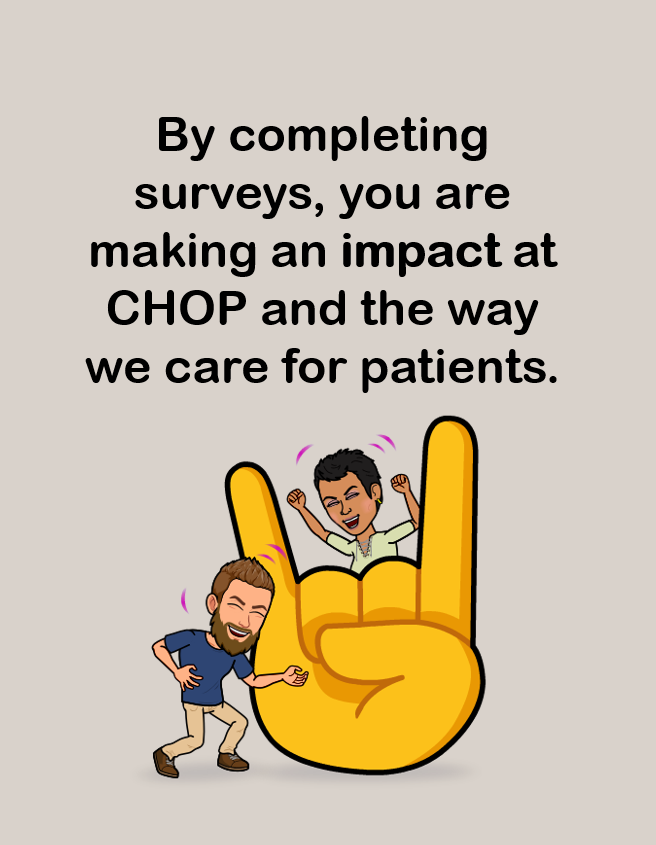 By completing
surveys, you are
making an impact at
CHOP and the way
we care for patients.